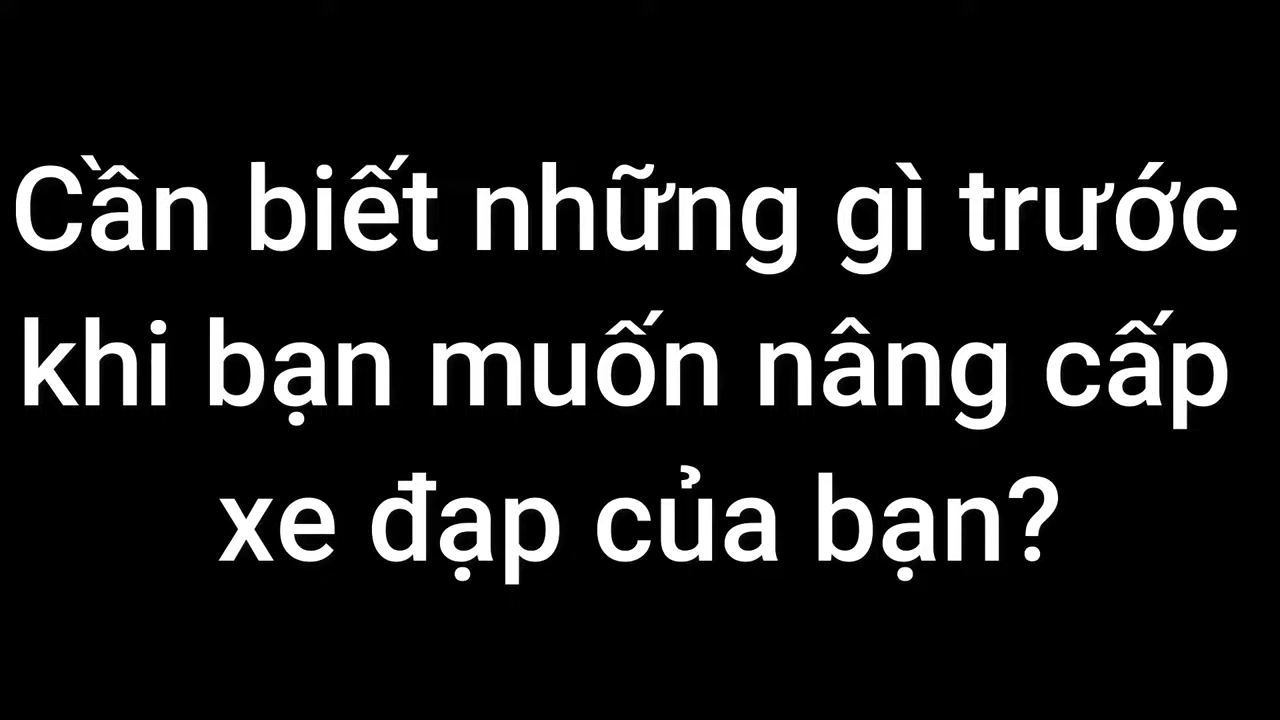 Cần biết những gì trước
khi bạn muốn nâng cấp
xe đạp của bạn?